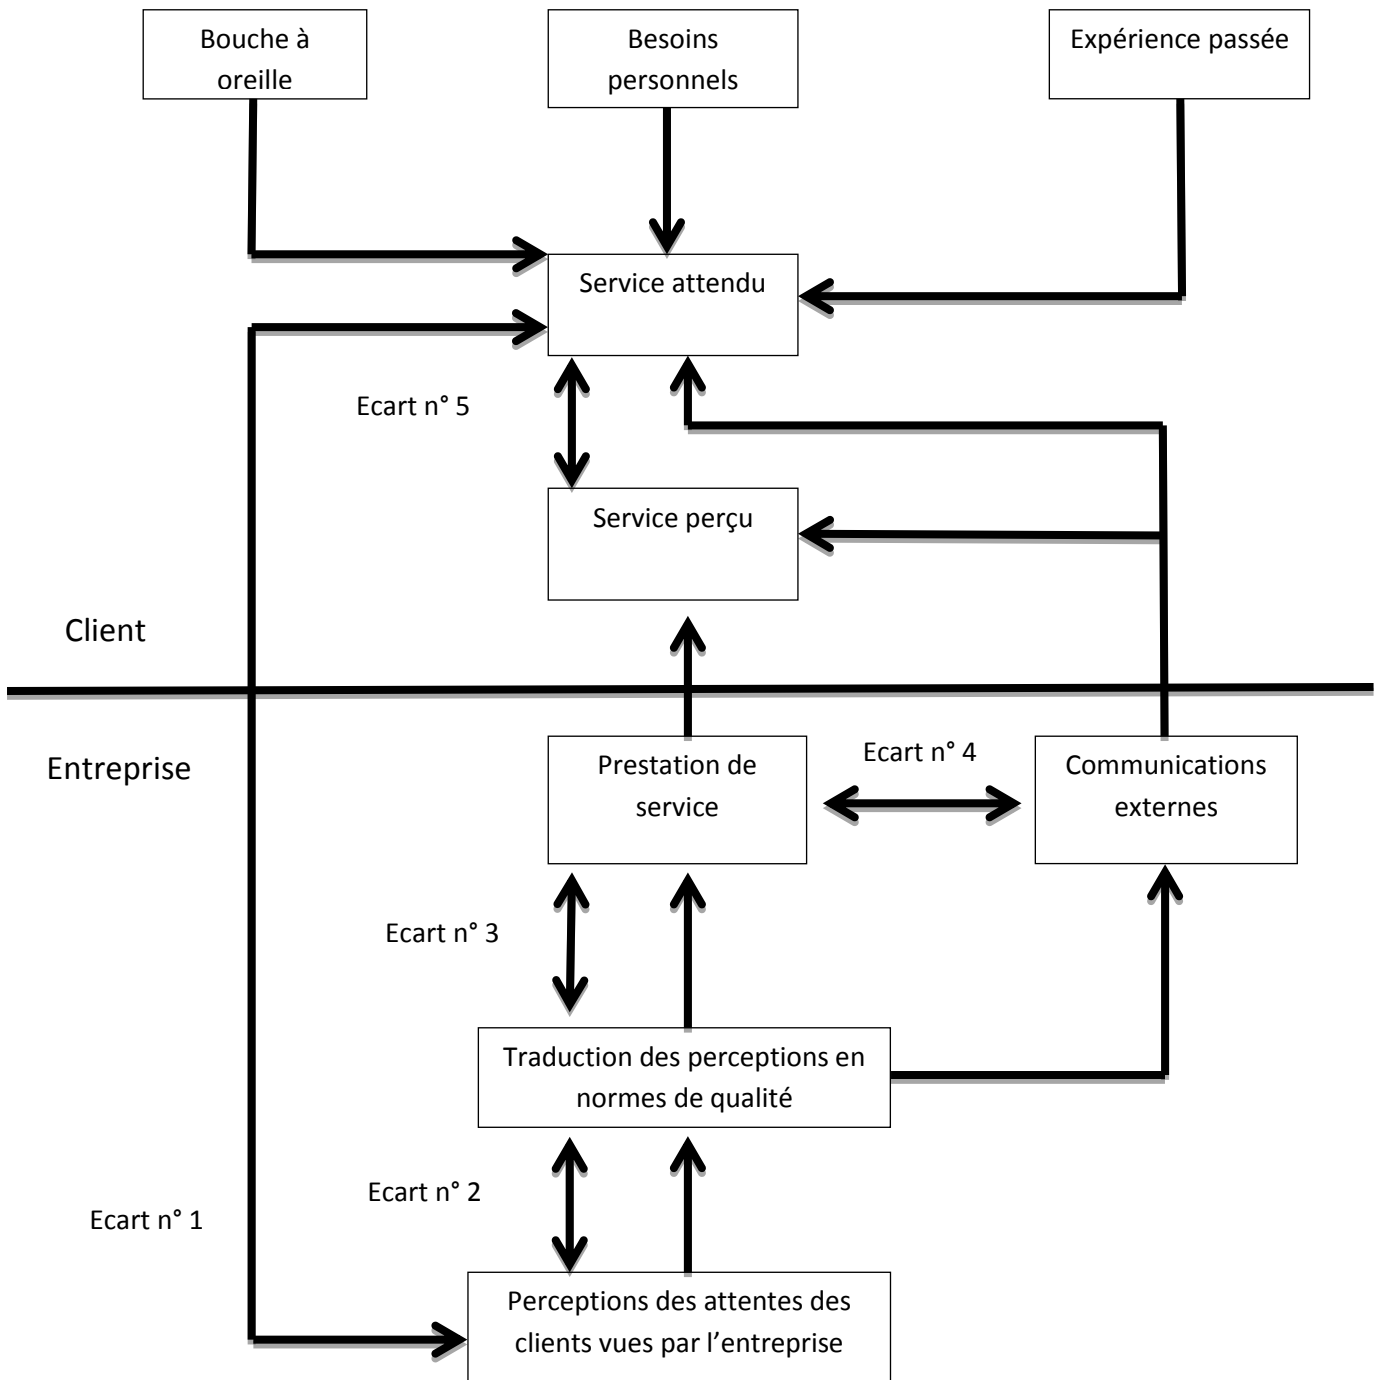 Bouche à
oreille
Besoins
personnels
Expérience passée
Service attendu
Ecart n° 5
Service perçu
Client
Entreprise
Prestation de
service
Ecart n° 4
Communications
externes
Ecart n° 3
Traduction des perceptions en
normes de qualité
Ecart n° 2
Ecart n° 1
Perceptions des attentes des
clients vues par l’entreprise